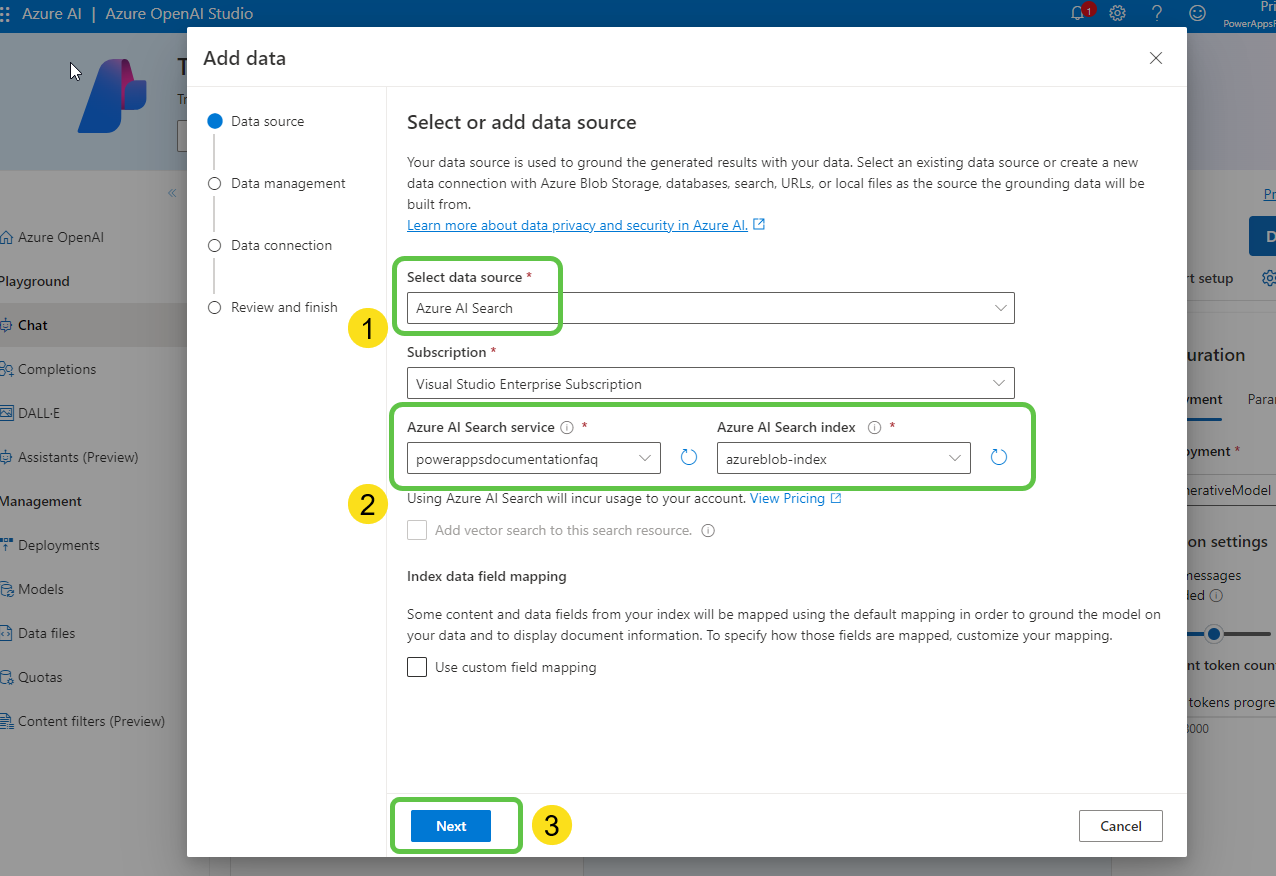 Azure AI | Azure OpenAI Studio
1
Pri
PowerAppsF
Add data
T
Tr
Data source
Data management
Data connection
Review and finish
Select or add data source
Your data source is used to ground the generated results with your data. Select an existing data source or create a new
data connection with Azure Blob Storage, databases, search, URLs, or local files as the source the grounding data will be
built from.
Learn more about data privacy and security in Azure AI.
Select data source *
Azure AI Search
1
Subscription *
Visual Studio Enterprise Subscription
Azure AI Search service *
Azure AI Search index *
powerappsdocumentationfaq
azureblob-index
2
Using Azure AI Search will incur usage to your account. View Pricing
Add vector search to this search resource.
Index data field mapping
Some content and data fields from your index will be mapped using the default mapping in order to ground the model on
your data and to display document information. To specify how those fields are mapped, customize your mapping.
Use custom field mapping
Next
3
Cancel
Azure OpenAI
Playground
Chat
Completions
DALL·E
Assistants (Preview)
Management
Deployments
Models
Data files
Quotas
Content filters (Preview)
Pr
D
rt setup
uration
yment
Parar
oyment *
nerativeModel
on settings
nessages
ded
nt token coun
tokens progre
8000